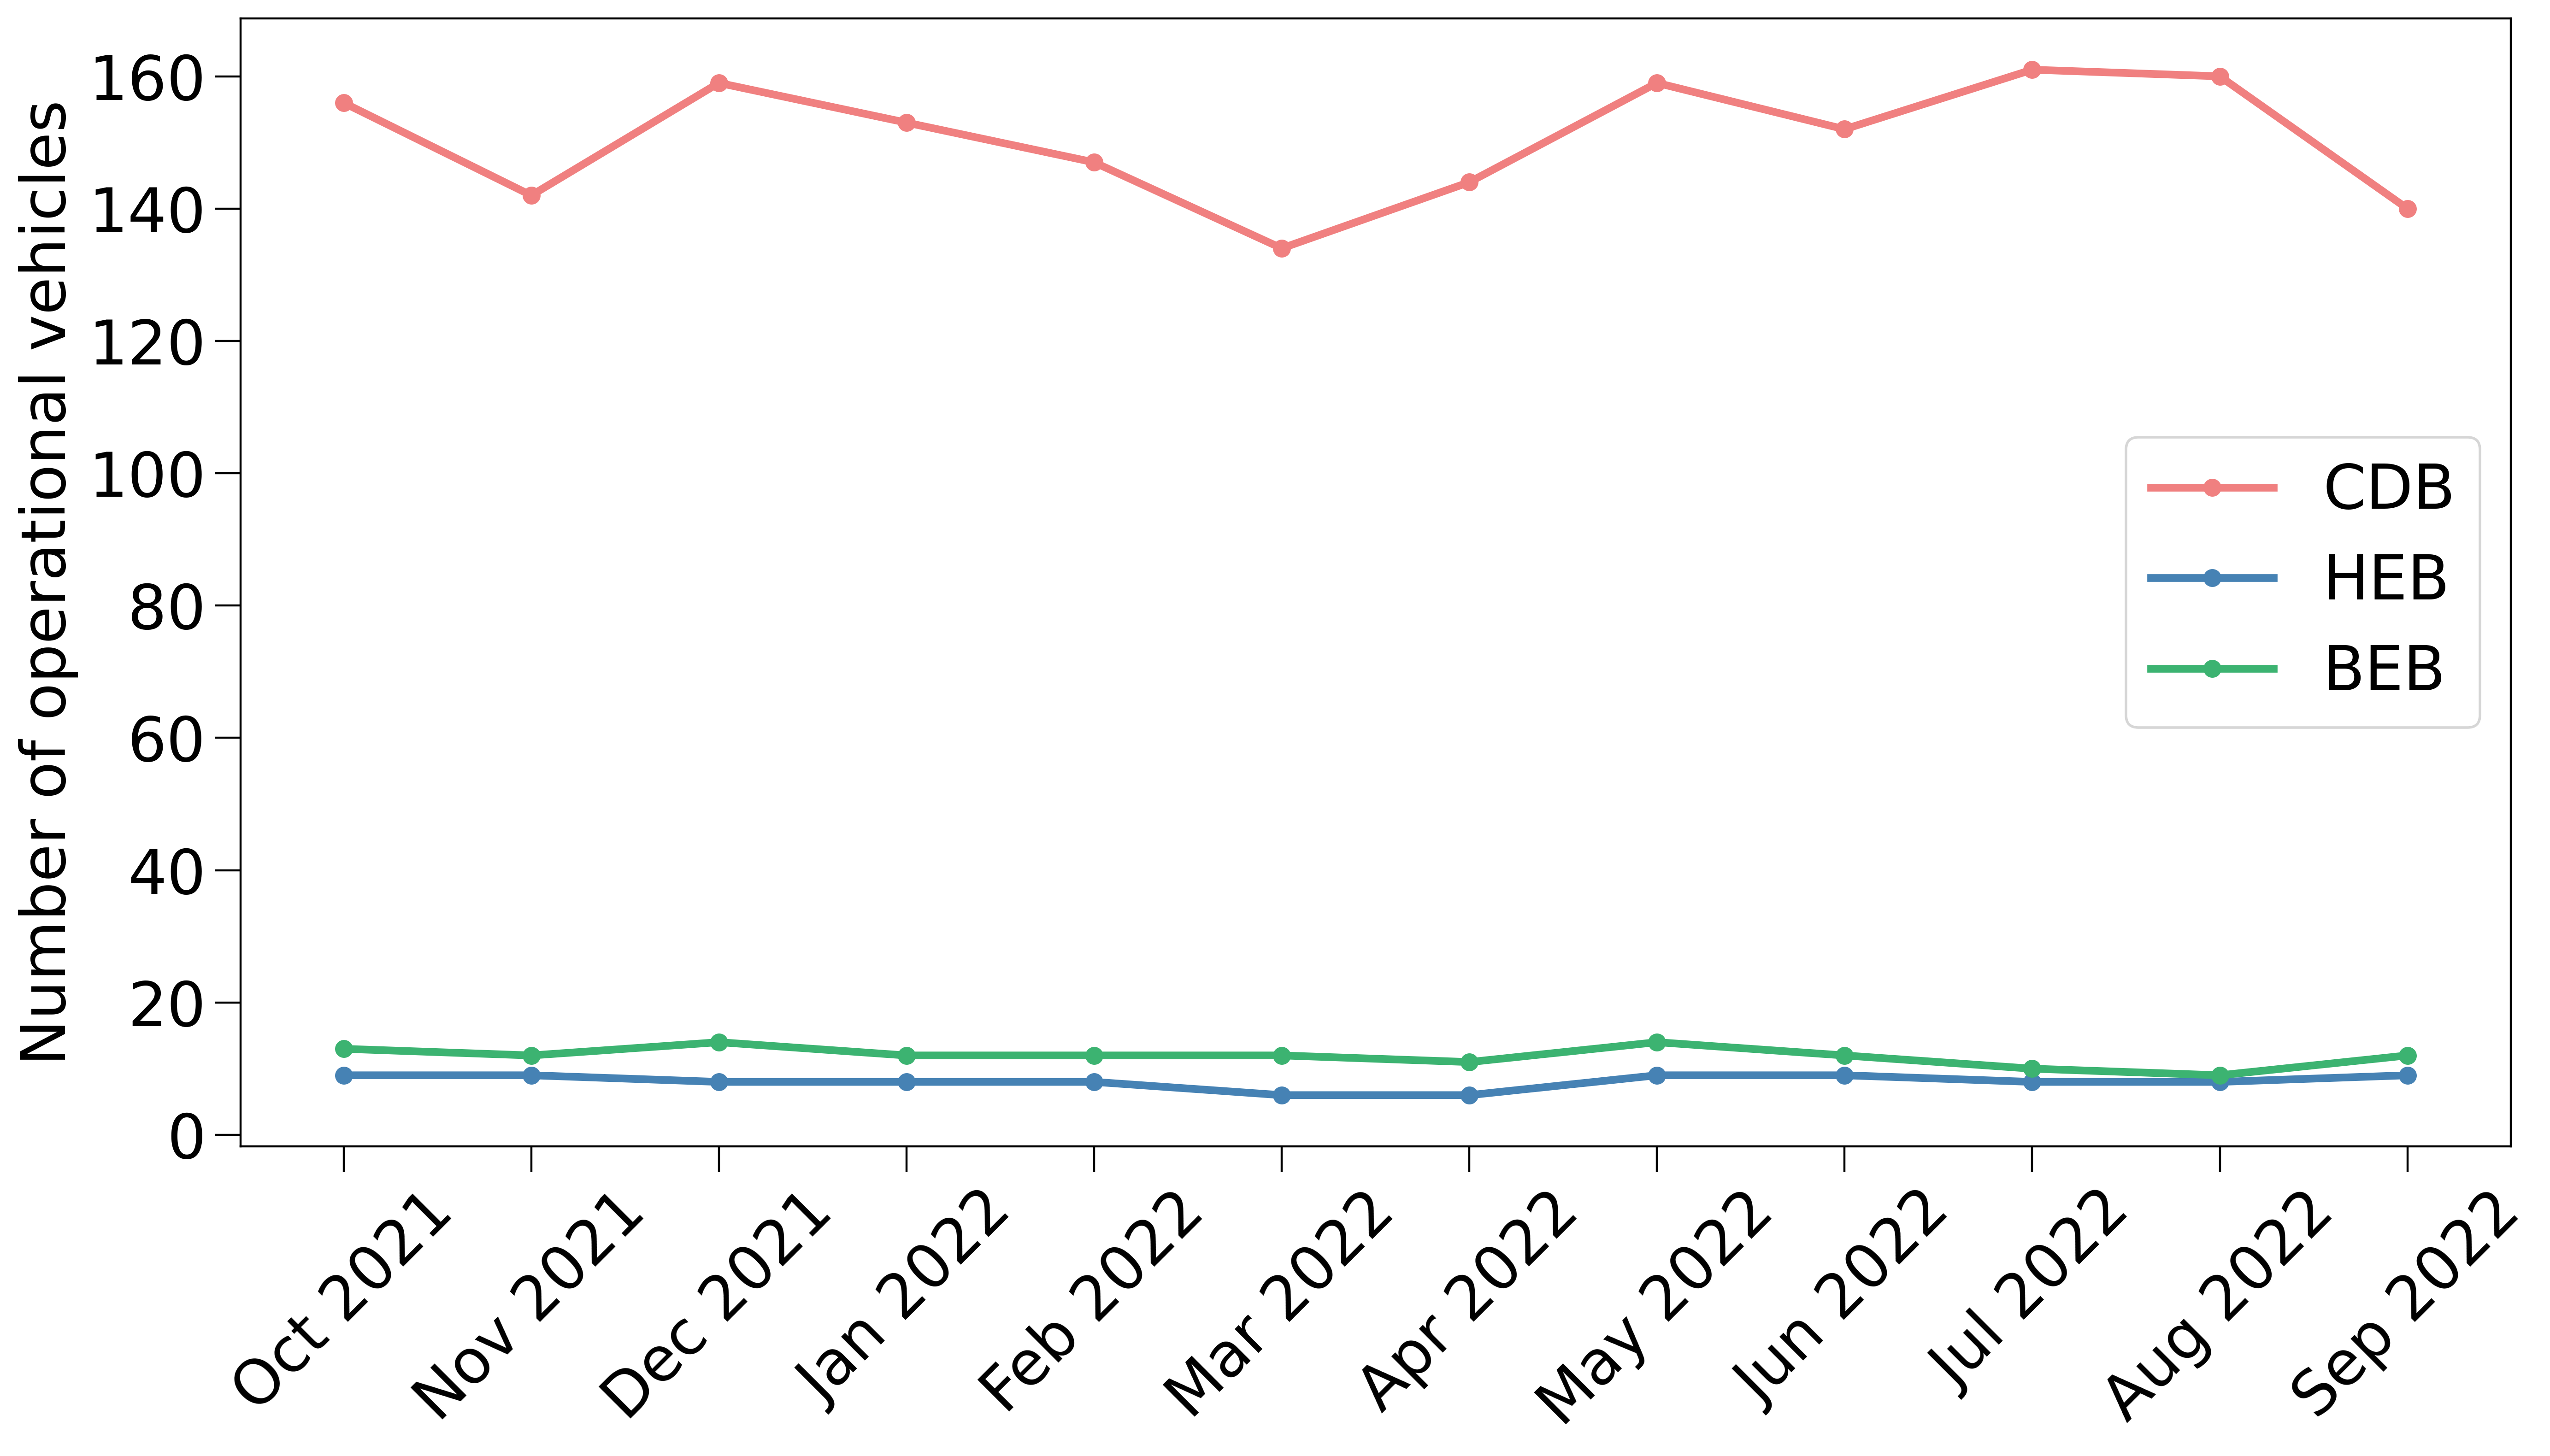 Number of operational vehicles
160
140
120
100
80
60
40
20
0
CDB
HEB
BEB
Oct 2021
Nov 2021
Dec 2021
Jan 2022
Feb 2022
Mar 2022
Apr 2022
May 2022
Jun 2022
Jul 2022
Aug 2022
Sep 2022